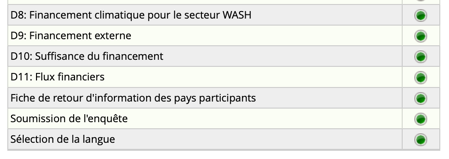 D8: Financement climatique pour le secteur WASH
D9: Financement externe
D10: Suffisance du financement
D11: Flux financiers
Fiche de retour d'information des pays participants
Soumission de l'enquête
Sélection de la langue